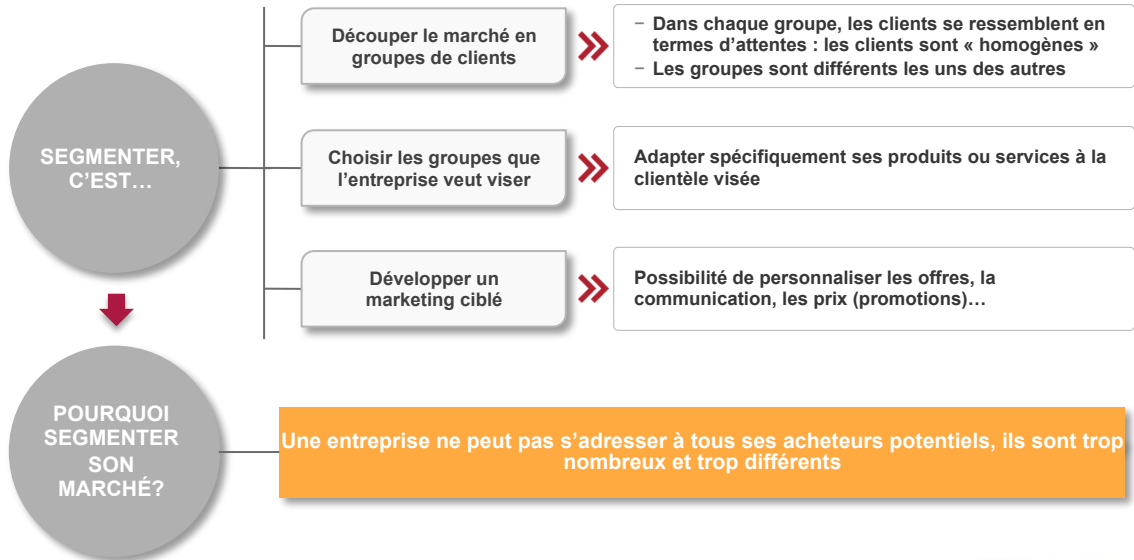 SEGMENTER,
C’EST…
Découper le marché en
groupes de clients
– Dans chaque groupe, les clients se ressemblent en
termes d’attentes : les clients sont « homogènes »
– Les groupes sont différents les uns des autres
Choisir les groupes que
l’entreprise veut viser
Adapter spécifiquement ses produits ou services à la
clientèle visée
Développer un
marketing ciblé
Possibilité de personnaliser les offres, la
communication, les prix (promotions)…
POURQUOI
SEGMENTER
SON
MARCHÉ?
Une entreprise ne peut pas s’adresser à tous ses acheteurs potentiels, ils sont trop
nombreux et trop différents